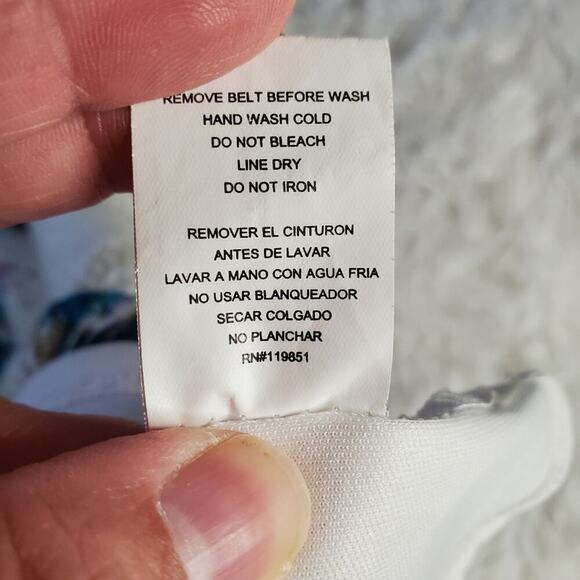 REMOVE BELT BEFORE WASH
HAND WASH COLD
DO NOT BLEACH
LINE DRY
DO NOT IRON
REMOVER EL CINTURON
ANTES DE LAVAR
LAVAR A MANO CON AGUA FRIA
NO USAR BLANQUEADOR
SECAR COLGADO
NO PLANCHAR
RN#119851